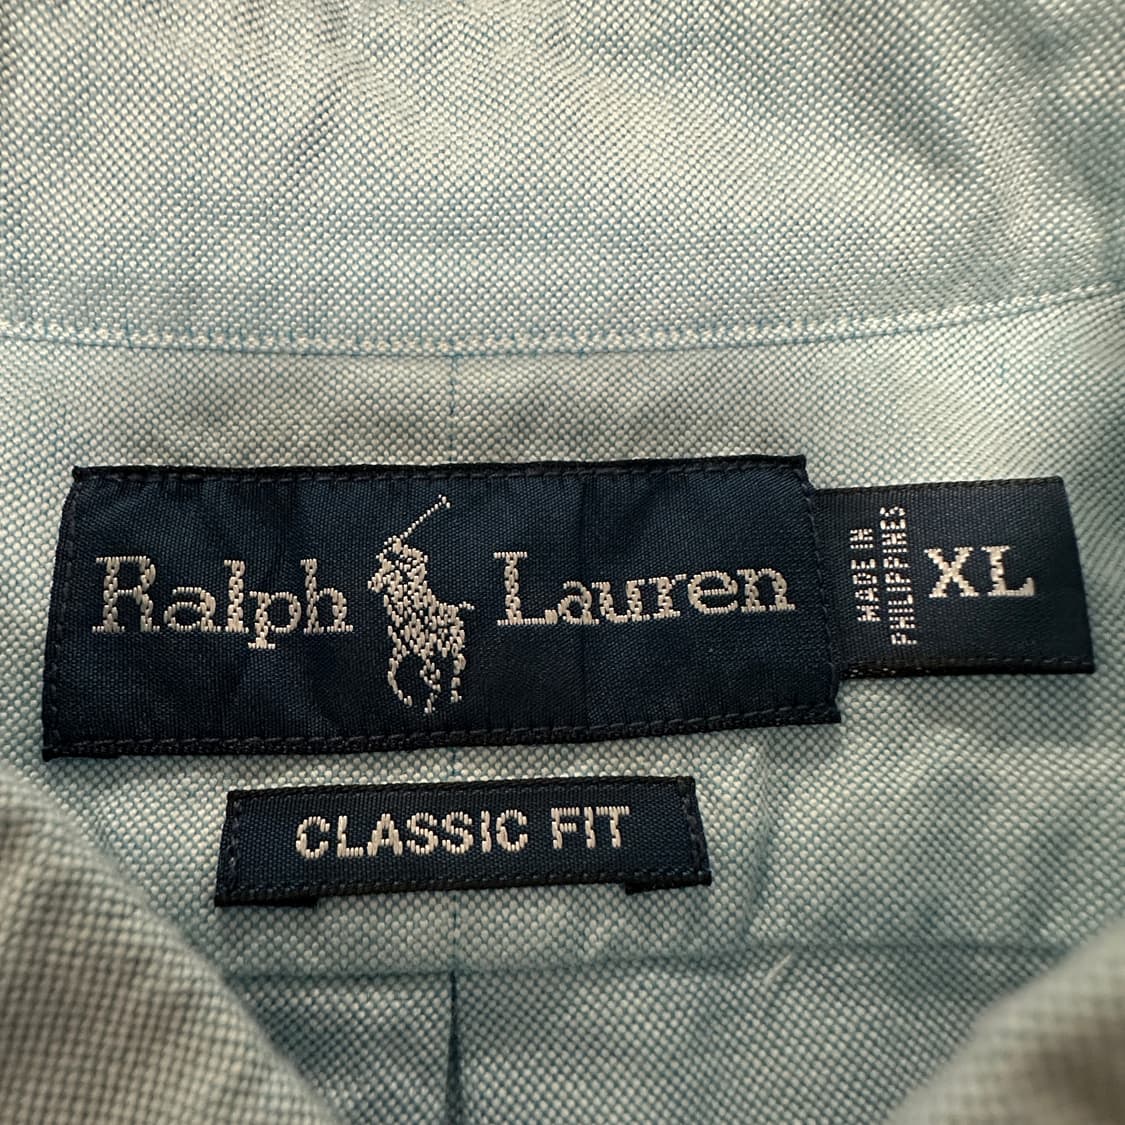 Ralph Lauren
MADE IN
PHILIPPINES
XL
CLASSIC FIT